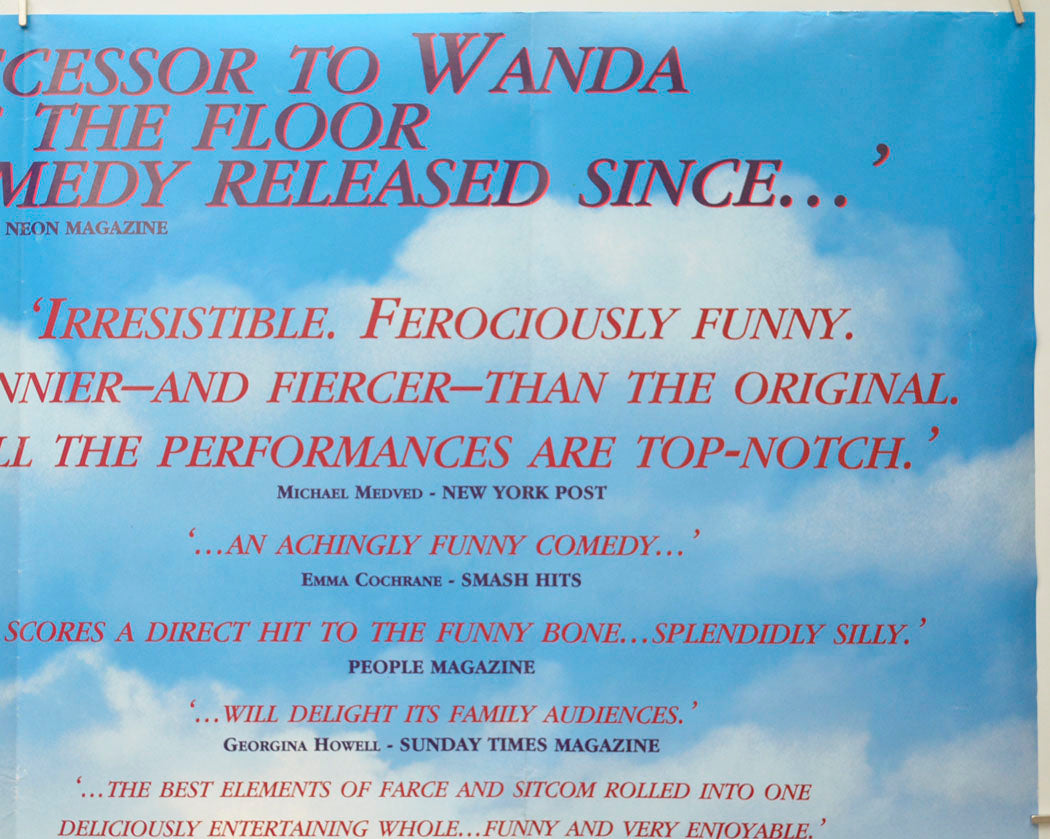 CCESSOR TO WANDA
THE FLOOR
MEDY RELEASED SINCE...’
NEON MAGAZINE
‘IRRESISTIBLE. FEROCIOUSLY FUNNY.
NNIER—AND FIERCER—THAN THE ORIGINAL.
LL THE PERFORMANCES ARE TOP-NOTCH.’
MICHAEL MEDVED - NEW YORK POST
‘...AN ACHINGLY FUNNY COMEDY...’
EMMA COCHRANE - SMASH HITS
SCORES A DIRECT HIT TO THE FUNNY BONE...SPLENDIDLY SILLY.’
PEOPLE MAGAZINE
‘...WILL DELIGHT ITS FAMILY AUDIENCES.’
GEORGINA HOWELL - SUNDAY TIMES MAGAZINE
‘...THE BEST ELEMENTS OF FARCE AND SITCOM ROLLED INTO ONE
DELICIOUSLY ENTERTAINING WHOLE...FUNNY AND VERY ENJOYABLE.’